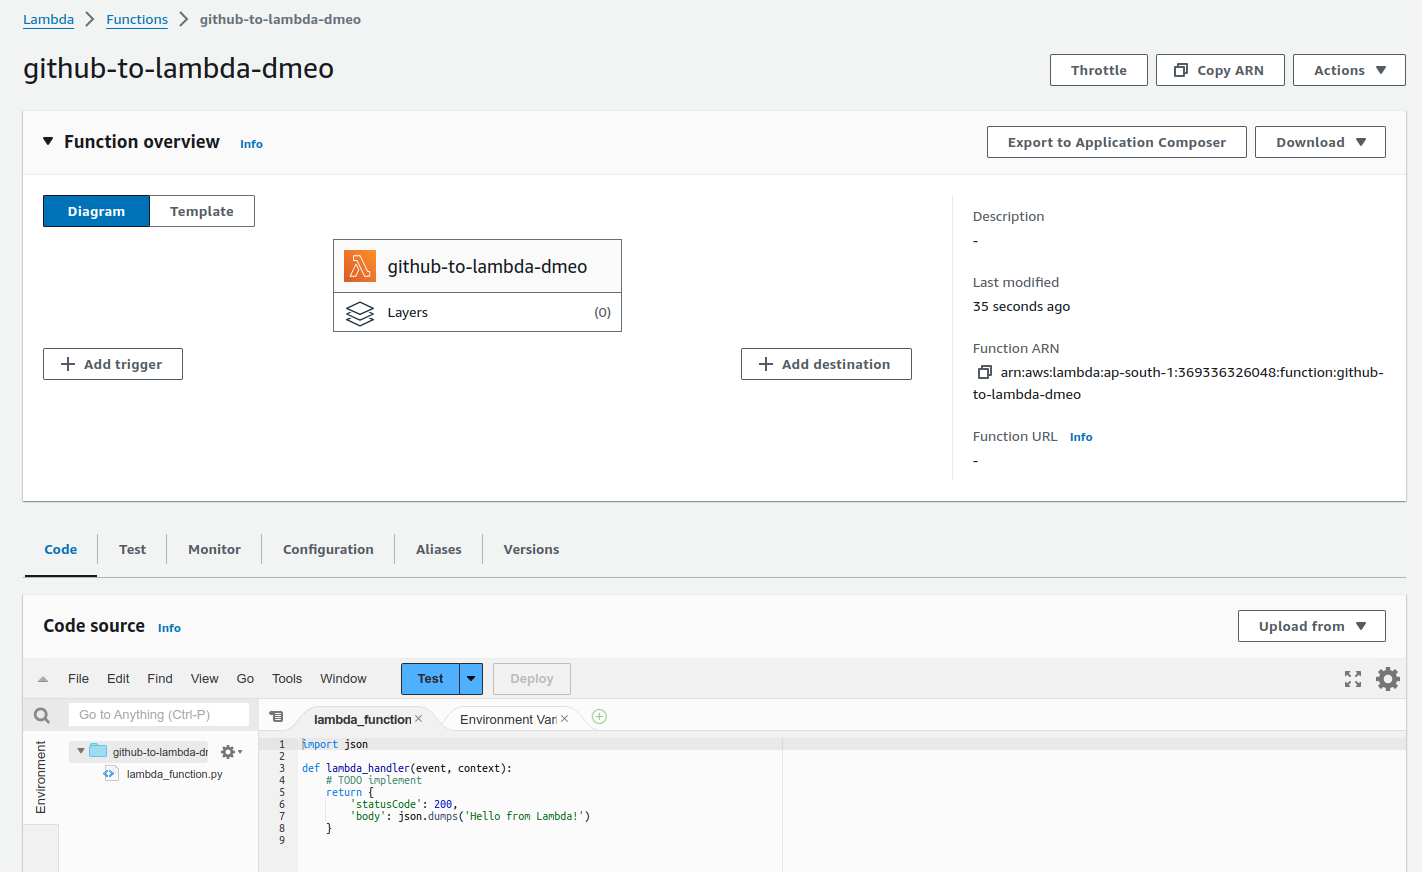 Lambda > Functions > github-to-lambda-dmeo
github-to-lambda-dmeo
Throttle
Copy ARN
Actions
Function overview
Info
Export to Application Composer
Download
Diagram
Template
github-to-lambda-dmeo
Layers
(0)
Add trigger
Add destination
Description
-
Last modified
35 seconds ago
Function ARN
arn:aws:lambda:ap-south-1:369336326048:function:github-
to-lambda-dmeo
Function URL Info
-
Code
Test
Monitor
Configuration
Aliases
Versions
Code source
Info
Upload from
File Edit Find View Go Tools Window
Test
Deploy
Go to Anything (Ctrl-P)
lambda_function
Environment Vari
Environment
github-to-lambda-dr
lambda_function.py
1 import json
2
3 def lambda_handler(event, context):
4 # TODO implement
5 return {
6 'statusCode': 200,
7 'body': json.dumps('Hello from Lambda!')
8 }
9